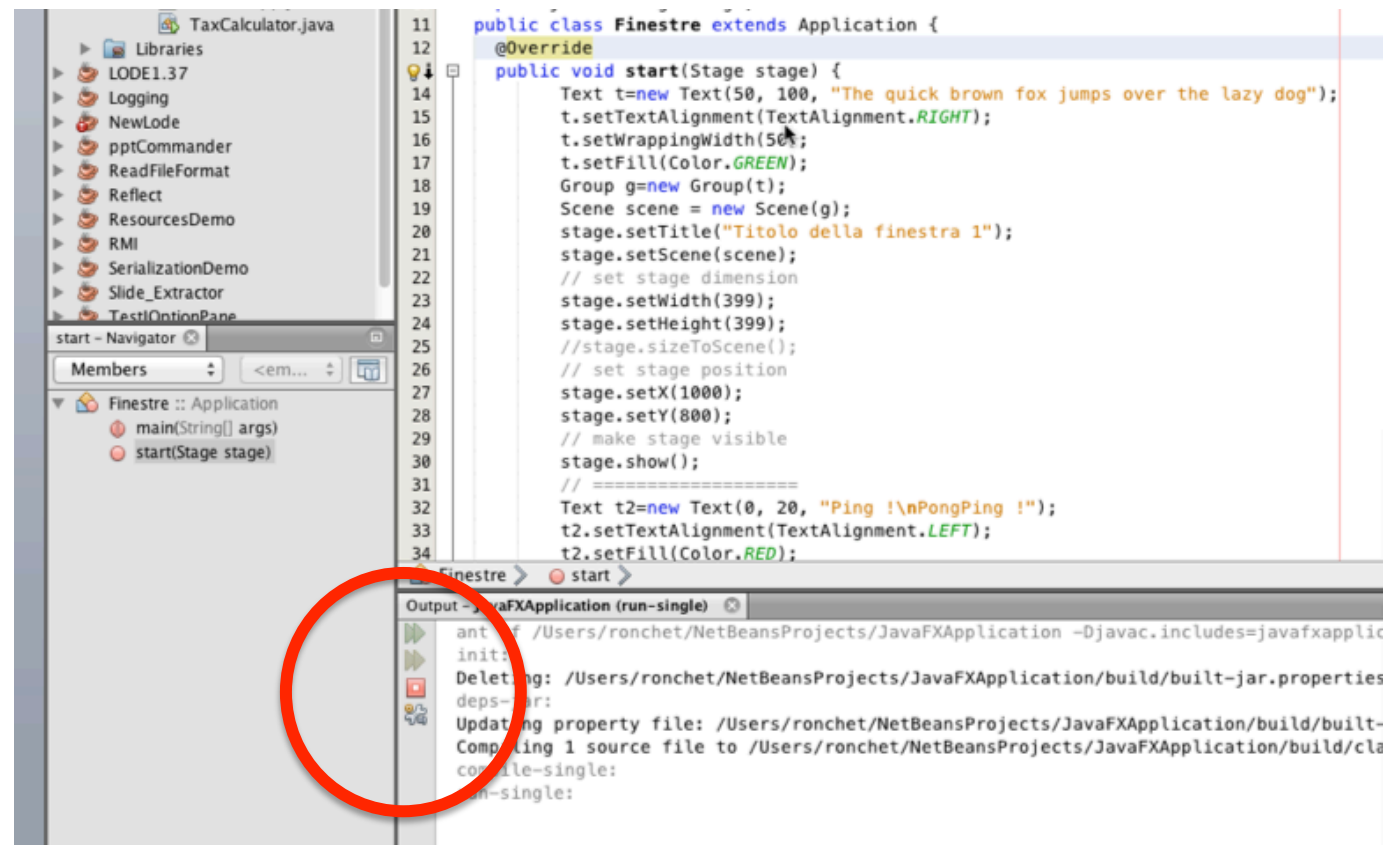 TaxCalculator.java
Libraries
LODE1.37
Logging
NewLode
pptCommander
ReadFileFormat
Reflect
ResourcesDemo
RMI
SerializationDemo
Slide_Extractor
TestIOptionPane
start – Navigator
Members
<em...
Finestre :: Application
main(String[] args)
start(Stage stage)
11 public class Finestre extends Application {
12 @Override
public void start(Stage stage) {
14 Text t=new Text(50, 100, "The quick brown fox jumps over the lazy dog");
15 t.setTextAlignment(TextAlignment.RIGHT);
16 t.setWrappingWidth(50);
17 t.setFill(Color.GREEN);
18 Group g=new Group(t);
19 Scene scene = new Scene(g);
20 stage.setTitle("Titolo della finestra 1");
21 stage.setScene(scene);
22 // set stage dimension
23 stage.setWidth(399);
24 stage.setHeight(399);
25 //stage.sizeToScene();
26 // set stage position
27 stage.setX(1000);
28 stage.setY(800);
29 // make stage visible
30 stage.show();
31 // ===================
32 Text t2=new Text(0, 20, "Ping !\nPongPing !");
33 t2.setTextAlignment(TextAlignment.LEFT);
34 t2.setFill(Color.RED);
Finestre start
Output – JavaFXApplication (run-single)
ant -f /Users/ronchet/NetBeansProjects/JavaFXApplication -Djavac.includes=javafxapplic
init:
Deleting: /Users/ronchet/NetBeansProjects/JavaFXApplication/build/built-jar.properties
deps-jar:
Updating property file: /Users/ronchet/NetBeansProjects/JavaFXApplication/build/built-
Compiling 1 source file to /Users/ronchet/NetBeansProjects/JavaFXApplication/build/cla
compile-single:
run-single: